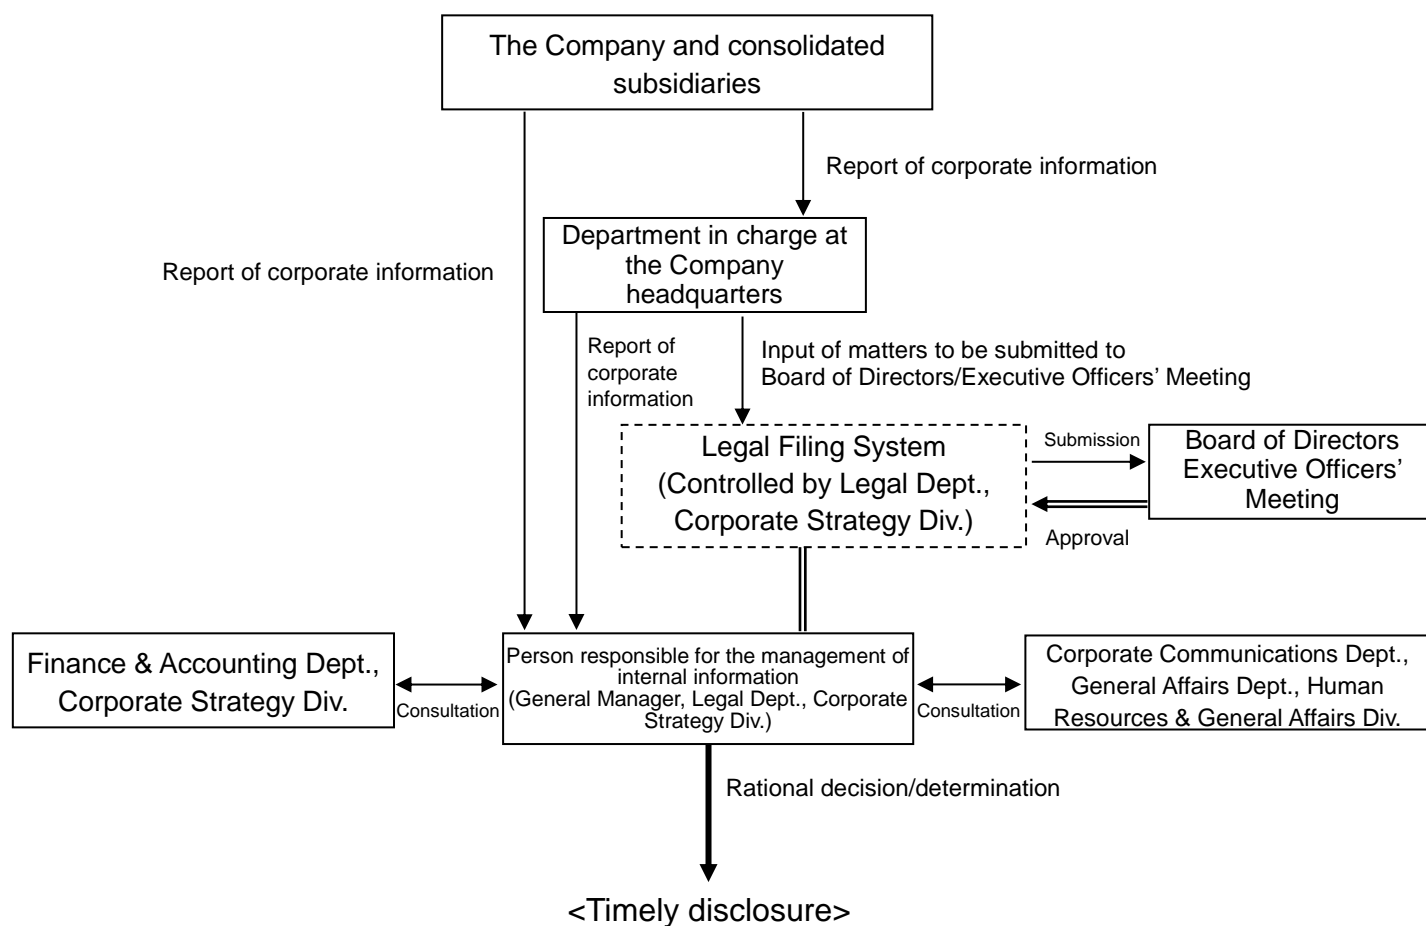 The Company and consolidated
subsidiaries
Report of corporate information
Department in charge at
the Company
headquarters
Report of corporate information
Report of
corporate
information
Input of matters to be submitted to
Board of Directors/Executive Officers’ Meeting
Legal Filing System
(Controlled by Legal Dept.,
Corporate Strategy Div.)
Submission
Approval
Board of Directors
Executive Officers’
Meeting
Finance & Accounting Dept.,
Corporate Strategy Div.
Consultation
Person responsible for the management of
internal information
(General Manager, Legal Dept., Corporate
Strategy Div.)
Consultation
Corporate Communications Dept.,
General Affairs Dept., Human
Resources & General Affairs Div.
Rational decision/determination
<Timely disclosure>